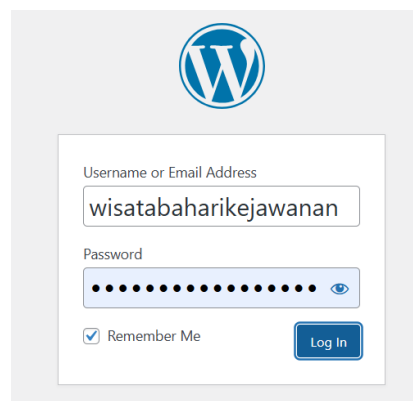 Username or Email Address
wisatabaharikejawanan
Password
•••••••••••••••••
Remember Me
Log In